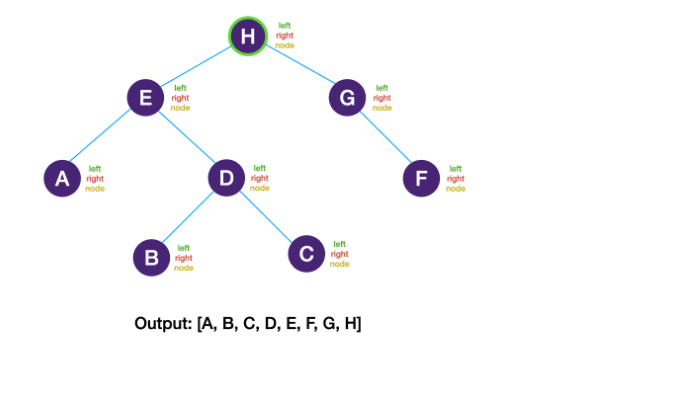 H
left
right
node
E
left
right
node
G
left
right
node
A
left
right
node
D
left
right
node
F
left
right
node
B
left
right
node
C
left
right
node
Output: [A, B, C, D, E, F, G, H]